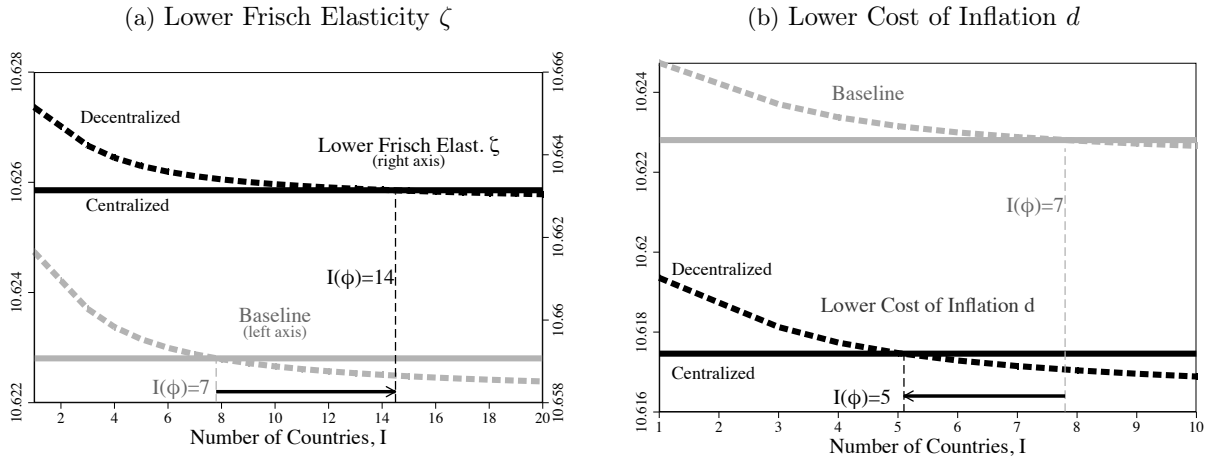 (a) Lower Frisch Elasticity ζ
10.628
10.626
10.624
10.622
10.666
10.664
10.662
10.66
10.658
Decentralized
Lower Frisch Elast. ζ
(right axis)
Centralized
I(ϕ)=14
Baseline
(left axis)
I(ϕ)=7
2 4 6 8 10 12 14 16 18 20
Number of Countries, I
(b) Lower Cost of Inflation d
10.624
10.622
10.62
10.618
10.616
Baseline
I(ϕ)=7
Decentralized
Lower Cost of Inflation d
Centralized
I(ϕ)=5
1 2 3 4 5 6 7 8 9 10
Number of Countries, I